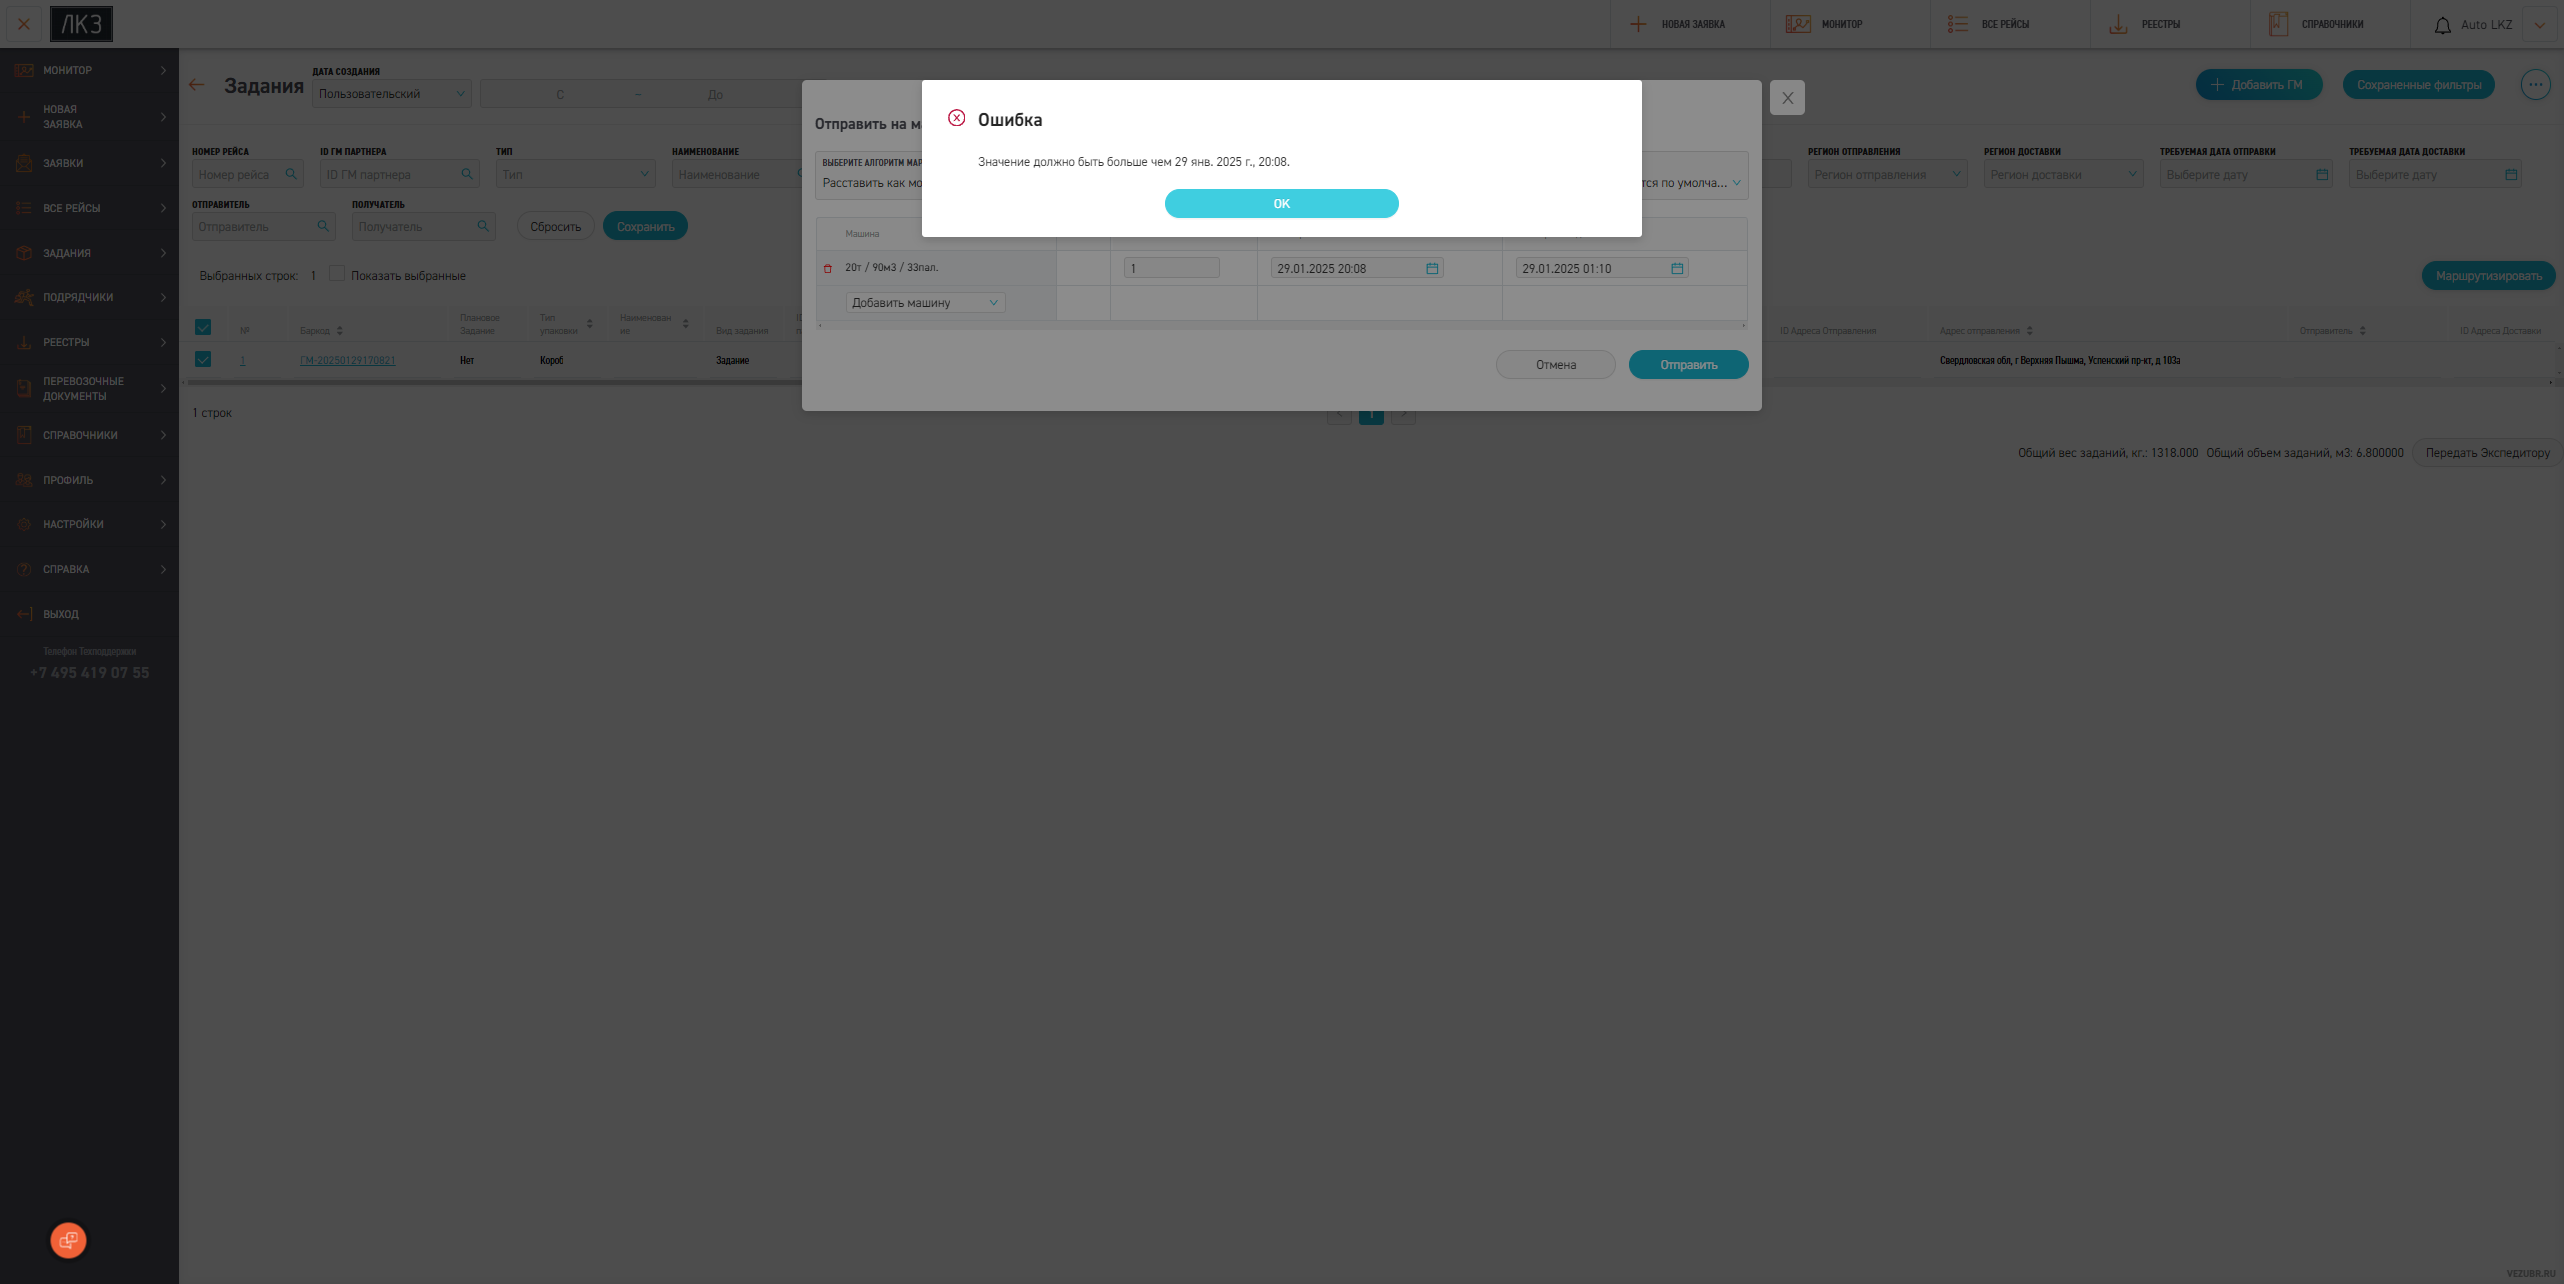 ЛКЗ
НОВАЯ ЗАЯВКА
МОНИТОР
ВСЕ РЕЙСЫ
РЕЕСТРЫ
СПРАВОЧНИКИ
Auto LKZ
МОНИТОР
НОВАЯ
ЗАЯВКА
ЗАЯВКИ
ВСЕ РЕЙСЫ
ЗАДАНИЯ
ПОДРЯДЧИКИ
РЕЕСТРЫ
ПЕРЕВОЗОЧНЫЕ
ДОКУМЕНТЫ
СПРАВОЧНИКИ
ПРОФИЛЬ
НАСТРОЙКИ
СПРАВКА
ВЫХОД
Телефон Техподдержки
+7 495 419 07 55
Задания
ДАТА СОЗДАНИЯ
Пользовательский
С – До
Добавить ГМ
Сохраненные фильтры
НОМЕР РЕЙСА
Номер рейса
ID ГМ ПАРТНЕРА
ID ГМ партнера
ТИП
Тип
НАИМЕНОВАНИЕ
Наименование
РЕГИОН ОТПРАВЛЕНИЯ
Регион отправления
РЕГИОН ДОСТАВКИ
Регион доставки
ТРЕБУЕМАЯ ДАТА ОТПРАВКИ
Выберите дату
ТРЕБУЕМАЯ ДАТА ДОСТАВКИ
Выберите дату
ОТПРАВИТЕЛЬ
Отправитель
ПОЛУЧАТЕЛЬ
Получатель
Сбросить
Сохранить
Выбранных строк: 1
Показать выбранные
Маршрутизировать
№
Баркод
Плановое
Задание
Тип
упаковки
Наименован
ие
Вид задания
ID Адреса Отправления
Адрес отправления
Отправитель
ID Адреса Доставки
1
ГМ-20250129170821
Нет
Короб
Задание
Свердловская обл, г Верхняя Пышма, Успенский пр-кт, д 103а
1 строк
1
Общий вес заданий, кг.: 1318.000 Общий объем заданий, м3: 6.800000
Передать Экспедитору
Отправить на м
ВЫБЕРИТЕ АЛГОРИТМ МАР
Расставить как мо
тся по умолча...
Машина
20т / 90м3 / 33пал.
1
29.01.2025 20:08
29.01.2025 01:10
Добавить машину
Отмена
Отправить
Ошибка
Значение должно быть больше чем 29 янв. 2025 г., 20:08.
OK
VEZUBR.RU